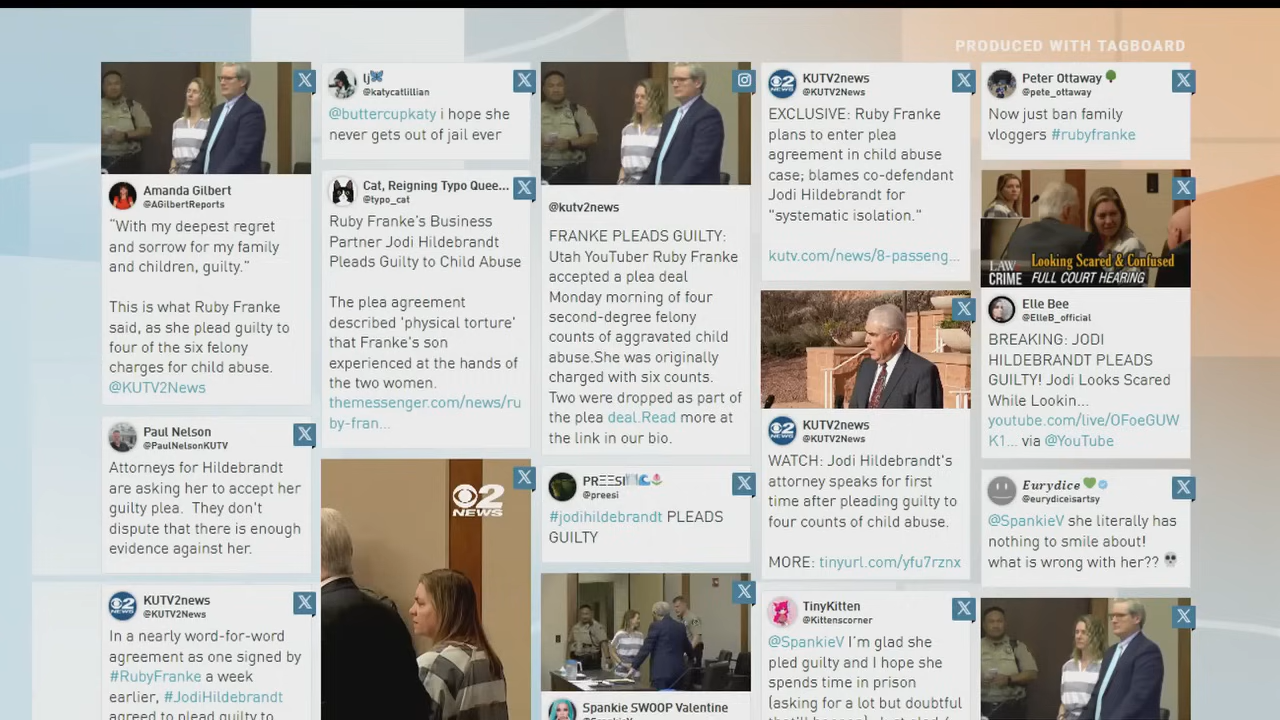 PRODUCED WITH TAGBOARD
Amanda Gilbert
@AGilbertReports
“With my deepest regret
and sorrow for my family
and children, guilty.”
This is what Ruby Franke
said, as she plead guilty to
four of the six felony
charges for child abuse.
@KUTV2News
Paul Nelson
@PaulNelsonKUTV
Attorneys for Hildebrandt
are asking her to accept her
guilty plea. They don't
dispute that there is enough
evidence against her.
KUTV2news
@KUTV2News
In a nearly word-for-word
agreement as one signed by
#RubyFranke a week
earlier, #JodiHildebrandt
agreed to plead guilty to
lj🦋
@katycatlillian
@buttercupkaty i hope she
never gets out of jail ever
Cat, Reigning Typo Quee...
@typo_cat
Ruby Franke's Business
Partner Jodi Hildebrandt
Pleads Guilty to Child Abuse
The plea agreement
described 'physical torture'
that Franke's son
experienced at the hands of
the two women.
themessenger.com/news/ru
by-fran...
2
NEWS
@kutv2news
FRANKE PLEADS GUILTY:
Utah YouTuber Ruby Franke
accepted a plea deal
Monday morning of four
second-degree felony
counts of aggravated child
abuse.She was originally
charged with six counts.
Two were dropped as part of
the plea deal.Read more at
the link in our bio.
PRΞΞSI
@preesi
#jodihildebrandt PLEADS
GUILTY
Spankie SWOOP Valentine
KUTV2news
@KUTV2News
EXCLUSIVE: Ruby Franke
plans to enter plea
agreement in child abuse
case; blames co-defendant
Jodi Hildebrandt for
"systematic isolation."
kutv.com/news/8-passeng...
KUTV2news
@KUTV2News
WATCH: Jodi Hildebrandt's
attorney speaks for first
time after pleading guilty to
four counts of child abuse.
MORE: tinyurl.com/yfu7rznx
TinyKitten
@Kittenscorner
@SpankieV I'm glad she
pled guilty and I hope she
spends time in prison
(asking for a lot but doubtful
Peter Ottaway 🌳
@pete_ottaway
Now just ban family
vloggers #rubyfranke
LAW
CRIME
Looking Scared & Confused
FULL COURT HEARING
Elle Bee
@ElleB_official
BREAKING: JODI
HILDEBRANDT PLEADS
GUILTY! Jodi Looks Scared
While Lookin...
youtube.com/live/OFoeGUW
K1... via @YouTube
Eurydice 💚
@eurydiceisartsy
@SpankieV she literally has
nothing to smile about!
what is wrong with her?? 💀